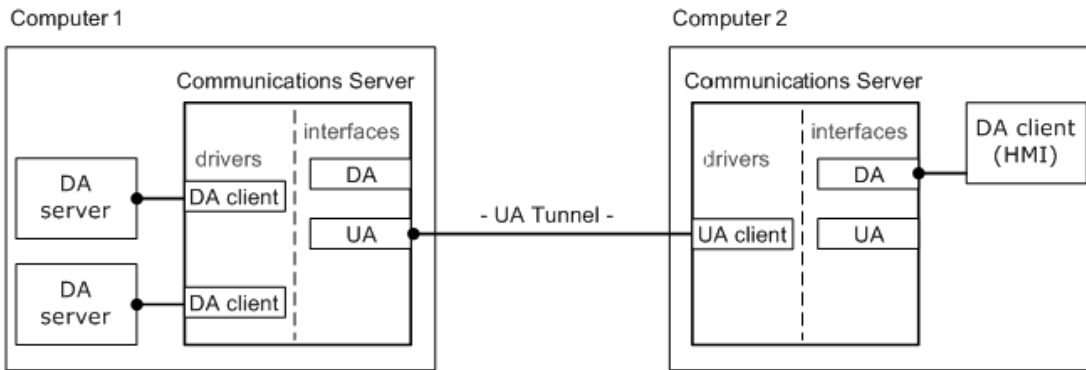 Computer 1
Computer 2
Communications Server
Communications Server
interfaces
interfaces
drivers
drivers
DA
server
DA client
DA
DA
DA client
(HMI)
UA
- UA Tunnel -
UA client
UA
DA
server
DA client